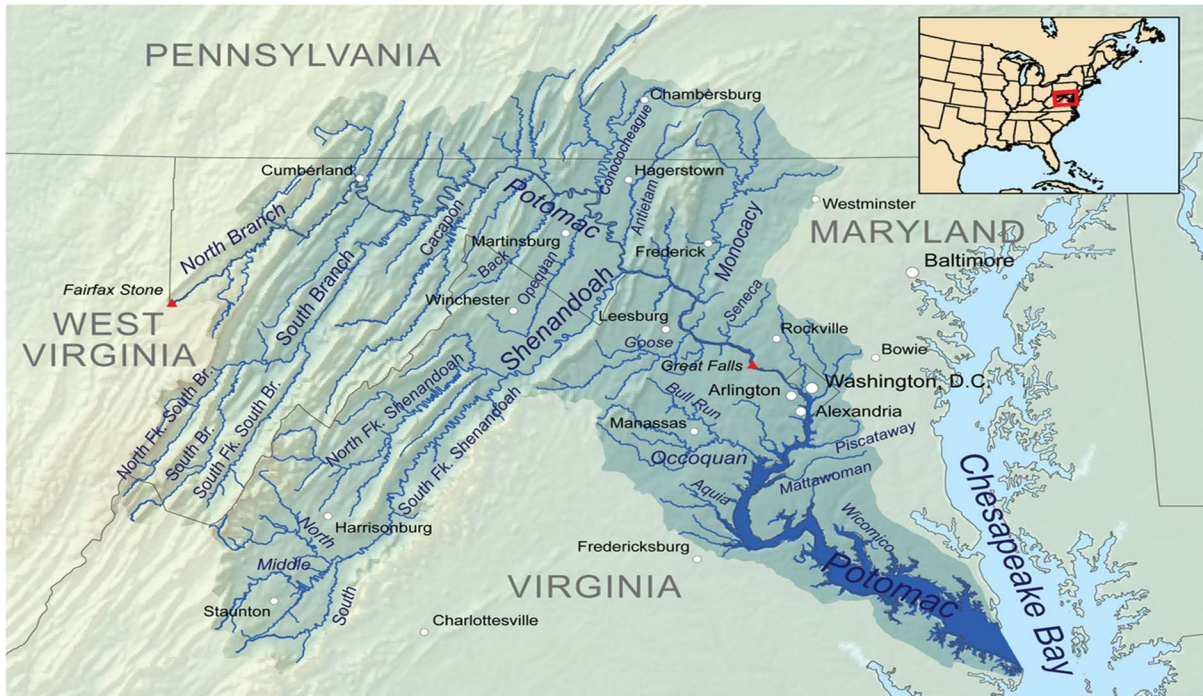 PENNSYLVANIA
Chambersburg
Conococheague
Cumberland
Hagerstown
Potomac
Antietam
Westminster
North Branch
Cacapon
Martinsburg
Frederick
Monocacy
MARYLAND
Back
Opequan
Baltimore
Fairfax Stone
South Branch
Winchester
Shenandoah
Seneca
WEST
VIRGINIA
Leesburg
Rockville
Goose
Bowie
Great Falls
Washington, D.C.
Arlington
Alexandria
North Fk. South Br.
South Br.
South Fk. South Br.
North Fk. Shenandoah
South Fk. Shenandoah
Bull Run
Manassas
Piscataway
Occoquan
Mattawoman
Aquia
Chesapeake Bay
North
Harrisonburg
Wicomico
Middle
Fredericksburg
VIRGINIA
Potomac
Staunton
South
Charlottesville